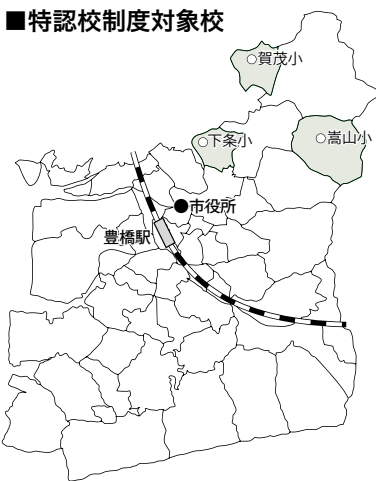 ■特認校制度対象校
賀茂小
下条小
嵩山小
●市役所
豊橋駅